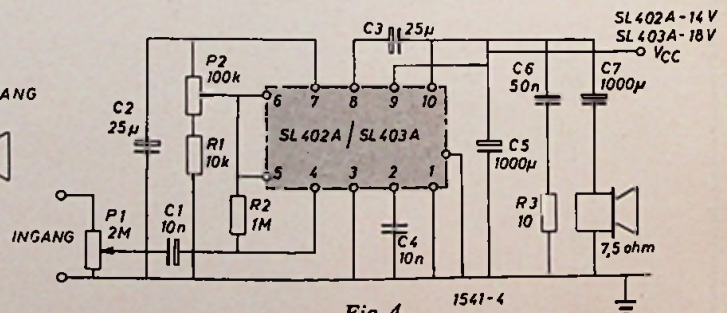 SL402A-14V
SL403A-18V
VCC
C3 25µ
P2
100k
C6
50n
C7
1000µ
ANG
C2
25µ
6
7
8
9
10
SL402A / SL403A
R1
10k
C5
1000µ
5
4
3
2
1
P1
2M
INGANG
C1
10n
R2
1M
C4
10n
R3
10
7,5 ohm
1541-4
Fig. 4